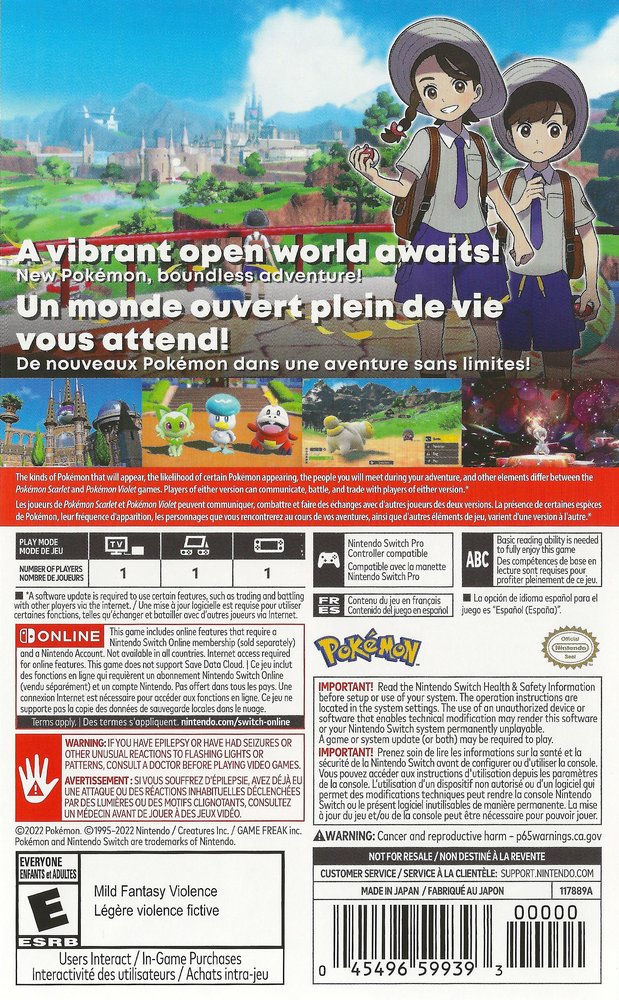 A vibrant open world awaits!
New Pokémon, boundless adventure!
Un monde ouvert plein de vie
vous attend!
De nouveaux Pokémon dans une aventure sans limites!
The kinds of Pokémon that will appear, the likelihood of certain Pokémon appearing, the people you will meet during your adventure, and other elements differ between the
Pokémon Scarlet and Pokémon Violet games. Players of either version can communicate, battle, and trade with players of either version.*
Les joueurs de Pokémon Scarlet et Pokémon Violet peuvent communiquer, combattre et faire des échanges avec d'autres joueurs des deux versions. La présence de certaines espèces
de Pokémon, leur fréquence d'apparition, les personnages que vous rencontrerez au cours de vos aventures, ainsi que d'autres éléments de jeu, varient d'une version à l'autre.*
PLAY MODE
MODE DE JEU
TV
NUMBER OF PLAYERS
NOMBRE DE JOUEURS
1
1
1
Nintendo Switch Pro
Controller compatible
Compatible avec la manette
Nintendo Switch Pro
ABC
Basic reading ability is needed
to fully enjoy this game
Des compétences de base en
lecture sont requises pour
profiter pleinement de ce jeu.
FR
ES
Contenu du jeu en français
Contenido del juego en español
■ La opción de idioma español para el
juego es "Español (España)".
■ *A software update is required to use certain features, such as trading and battling
with other players via the internet. / Une mise à jour logicielle est requise pour utiliser
certaines fonctions, telles qu'échanger et batailler avec d'autres joueurs via internet.
ONLINE
This game includes online features that require a
Nintendo Switch Online membership (sold separately)
and a Nintendo Account. Not available in all countries. Internet access required
for online features. This game does not support Save Data Cloud. | Ce jeu inclut
des fonctions en ligne qui requièrent un abonnement Nintendo Switch Online
(vendu séparément) et un compte Nintendo. Pas offert dans tous les pays. Une
connexion Internet est nécessaire pour accéder aux fonctions en ligne. Ce jeu ne
supporte pas la copie des données de sauvegarde locales dans le nuage.
Terms apply. | Des termes s'appliquent. nintendo.com/switch-online
Pokémon
Official
Nintendo
Seal
WARNING: IF YOU HAVE EPILEPSY OR HAVE HAD SEIZURES OR
OTHER UNUSUAL REACTIONS TO FLASHING LIGHTS OR
PATTERNS, CONSULT A DOCTOR BEFORE PLAYING VIDEO GAMES.
AVERTISSEMENT : SI VOUS SOUFFREZ D'ÉPILEPSIE, AVEZ DÉJÀ EU
UNE ATTAQUE OU DES RÉACTIONS INHABITUELLES DÉCLENCHÉES
PAR DES LUMIÈRES OU DES MOTIFS CLIGNOTANTS, CONSULTEZ
UN MÉDECIN AVANT DE JOUER À DES JEUX VIDÉO.
IMPORTANT! Read the Nintendo Switch Health & Safety Information
before setup or use of your system. The operation instructions are
located in the system settings. The use of an unauthorized device or
software that enables technical modification may render this software
or your Nintendo Switch system permanently unplayable.
A game or system update (or both) may be required to play.
IMPORTANT! Prenez soin de lire les informations sur la santé et la
sécurité de la Nintendo Switch avant de configurer ou d'utiliser la console.
Vous pouvez accéder aux instructions d'utilisation depuis les paramètres
de la console. L'utilisation d'un dispositif non autorisé ou d'un logiciel qui
permet des modifications techniques peut rendre la console Nintendo
Switch ou le présent logiciel inutilisables de manière permanente. La mise
à jour du jeu et/ou de la console peut être nécessaire pour pouvoir jouer.
©2022 Pokémon. ©1995-2022 Nintendo / Creatures Inc. / GAME FREAK inc.
Pokémon and Nintendo Switch are trademarks of Nintendo.
WARNING: Cancer and reproductive harm – p65warnings.ca.gov
NOT FOR RESALE / NON DESTINÉ À LA REVENTE
CUSTOMER SERVICE / SERVICE À LA CLIENTÈLE: SUPPORT.NINTENDO.COM
MADE IN JAPAN / FABRIQUÉ AU JAPON
117889A
EVERYONE
ENFANTS et ADULTES
E
ESRB
Mild Fantasy Violence
Légère violence fictive
Users Interact / In-Game Purchases
Interactivité des utilisateurs / Achats intra-jeu
00000
0 45496 59939 3